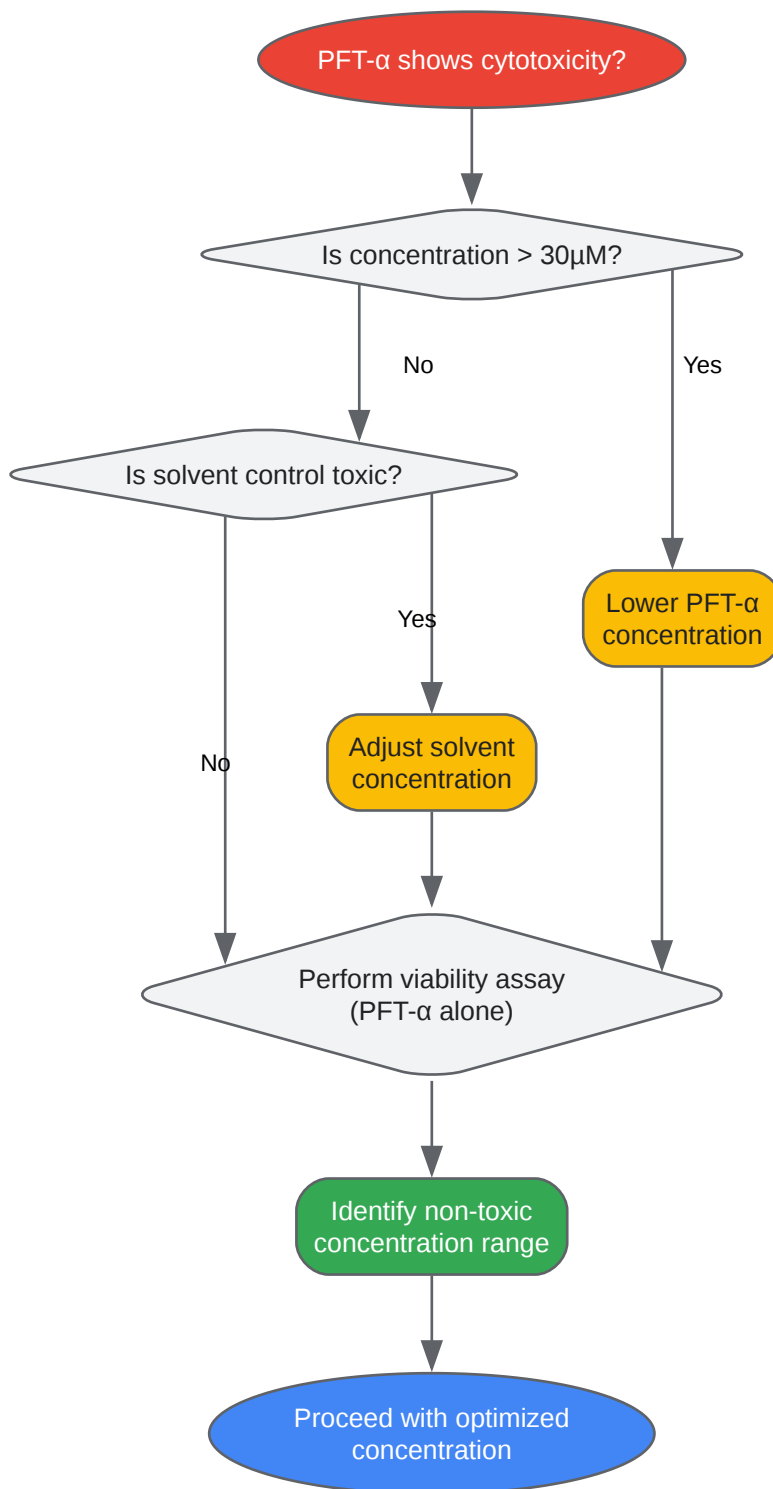 PFT-α shows cytotoxicity?
Is concentration > 30µM?
No
Yes
Is solvent control toxic?
Lower PFT-α
concentration
Yes
Adjust solvent
concentration
No
Perform viability assay
(PFT-α alone)
Identify non-toxic
concentration range
Proceed with optimized
concentration